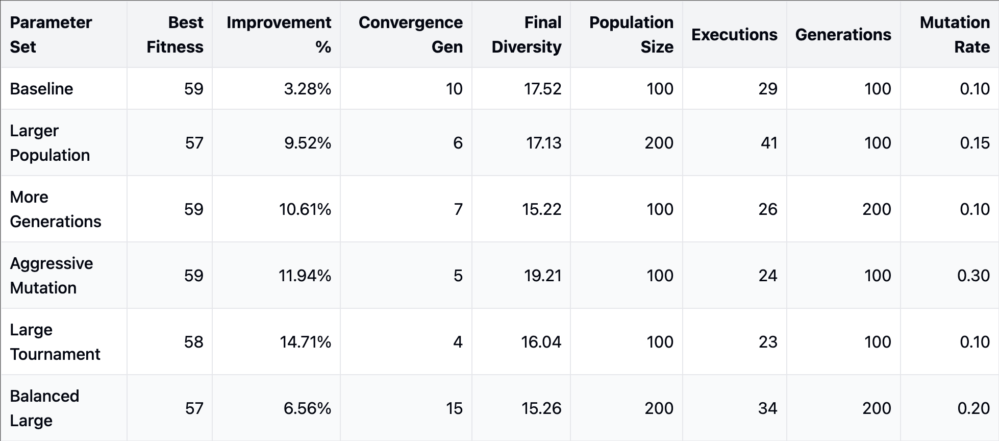 Parameter Set | Best Fitness | Improvement % | Convergence Gen | Final Diversity | Population Size | Executions | Generations | Mutation Rate
Baseline | 59 | 3.28% | 10 | 17.52 | 100 | 29 | 100 | 0.10
Larger Population | 57 | 9.52% | 6 | 17.13 | 200 | 41 | 100 | 0.15
More Generations | 59 | 10.61% | 7 | 15.22 | 100 | 26 | 200 | 0.10
Aggressive Mutation | 59 | 11.94% | 5 | 19.21 | 100 | 24 | 100 | 0.30
Large Tournament | 58 | 14.71% | 4 | 16.04 | 100 | 23 | 100 | 0.10
Balanced Large | 57 | 6.56% | 15 | 15.26 | 200 | 34 | 200 | 0.20